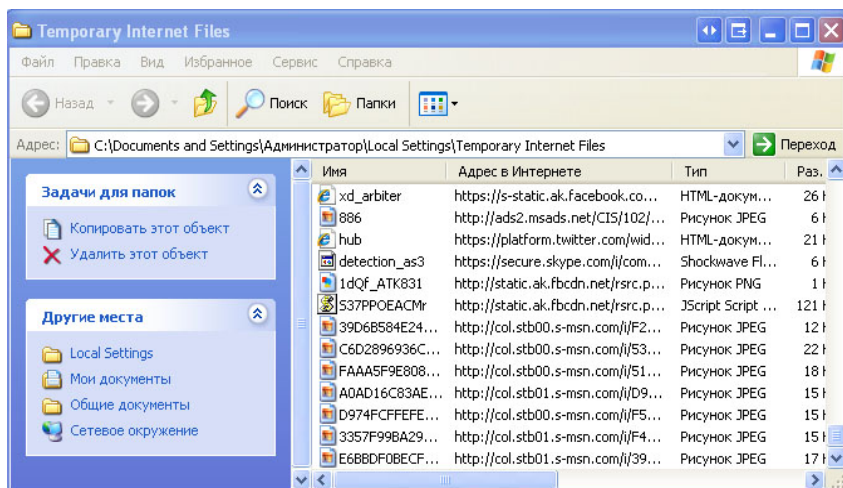 Temporary Internet Files
Файл Правка Вид Избранное Сервис Справка
Назад Поиск Папки
Адрес: C:\Documents and Settings\Администратор\Local Settings\Temporary Internet Files Переход
Задачи для папок
Копировать этот объект
Удалить этот объект
Другие места
Local Settings
Мои документы
Общие документы
Сетевое окружение
Имя Адрес в Интернете Тип Раз.
xd_arbiter https://s-static.ak.facebook.co... HTML-докум... 26
886 http://ads2.msads.net/CIS/102/... Рисунок JPEG 6
hub https://platform.twitter.com/wid... HTML-докум... 21
detection_as3 https://secure.skype.com/i/com... Shockwave Fl... 6
1dQf_ATK831 http://static.ak.fbcdn.net/rsrc.p... Рисунок PNG 1
S37PPOEACMr http://static.ak.fbcdn.net/rsrc.p... JScript Script ... 121
39D6B584E24... http://col.stb00.s-msn.com/i/F2... Рисунок JPEG 12
C6D2896936C... http://col.stb00.s-msn.com/i/53... Рисунок JPEG 22
FAAA5F9E808... http://col.stb00.s-msn.com/i/51... Рисунок JPEG 18
A0AD16C83AE... http://col.stb01.s-msn.com/i/D9... Рисунок JPEG 15
D974FCFFEFE... http://col.stb00.s-msn.com/i/F5... Рисунок JPEG 15
3357F99BA29... http://col.stb01.s-msn.com/i/F4... Рисунок JPEG 15
E6BBDF0BECF... http://col.stb01.s-msn.com/i/39... Рисунок JPEG 17